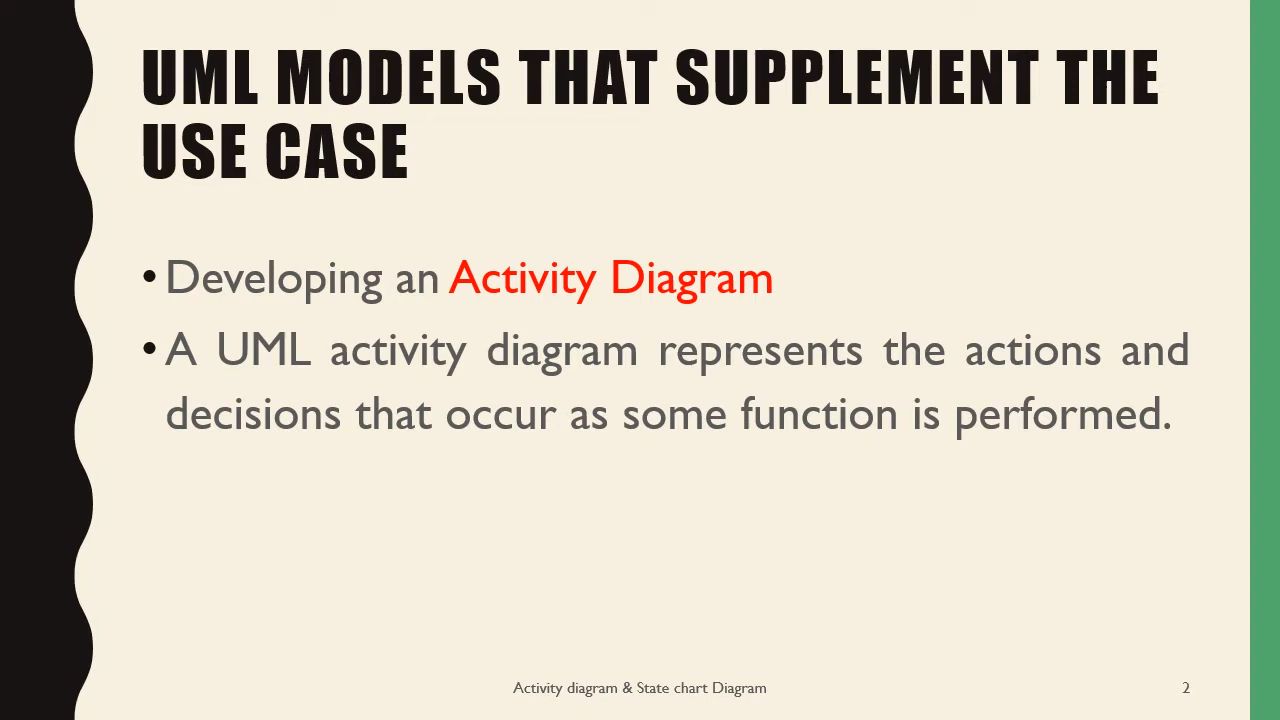 UML MODELS THAT SUPPLEMENT THE
USE CASE
• Developing an Activity Diagram
• A UML activity diagram represents the actions and
decisions that occur as some function is performed.
Activity diagram & State chart Diagram
2